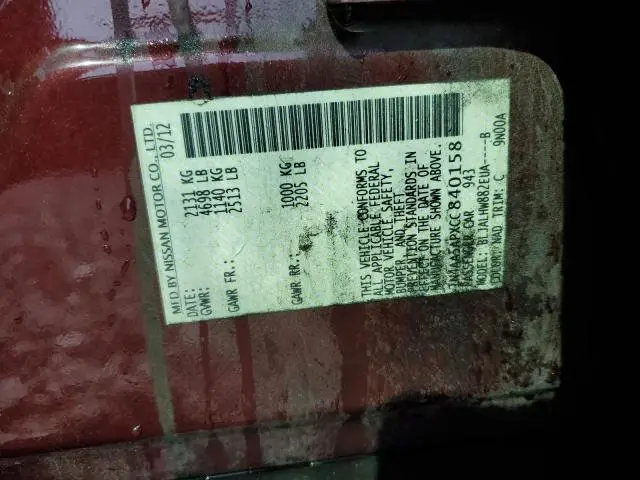 MFD BY NISSAN MOTOR CO., LTD.
03/12
2131 KG
GVWR: 4698 LB
1140 KG
GAWR FR: 2513 LB
1000 KG
GAWR RR: 2205 LB
THIS VEHICLE CONFORMS TO
ALL APPLICABLE FEDERAL
MOTOR VEHICLE SAFETY,
BUMPER, AND THEFT
PREVENTION STANDARDS IN
EFFECT ON THE DATE OF
MANUFACTURE SHOWN ABOVE.
1N4AA5APXCC840158
PASSENGER CAR 943
MODEL: BLJALHWB82EUA----B
COLOR: NAD TRIM: C 9N00A